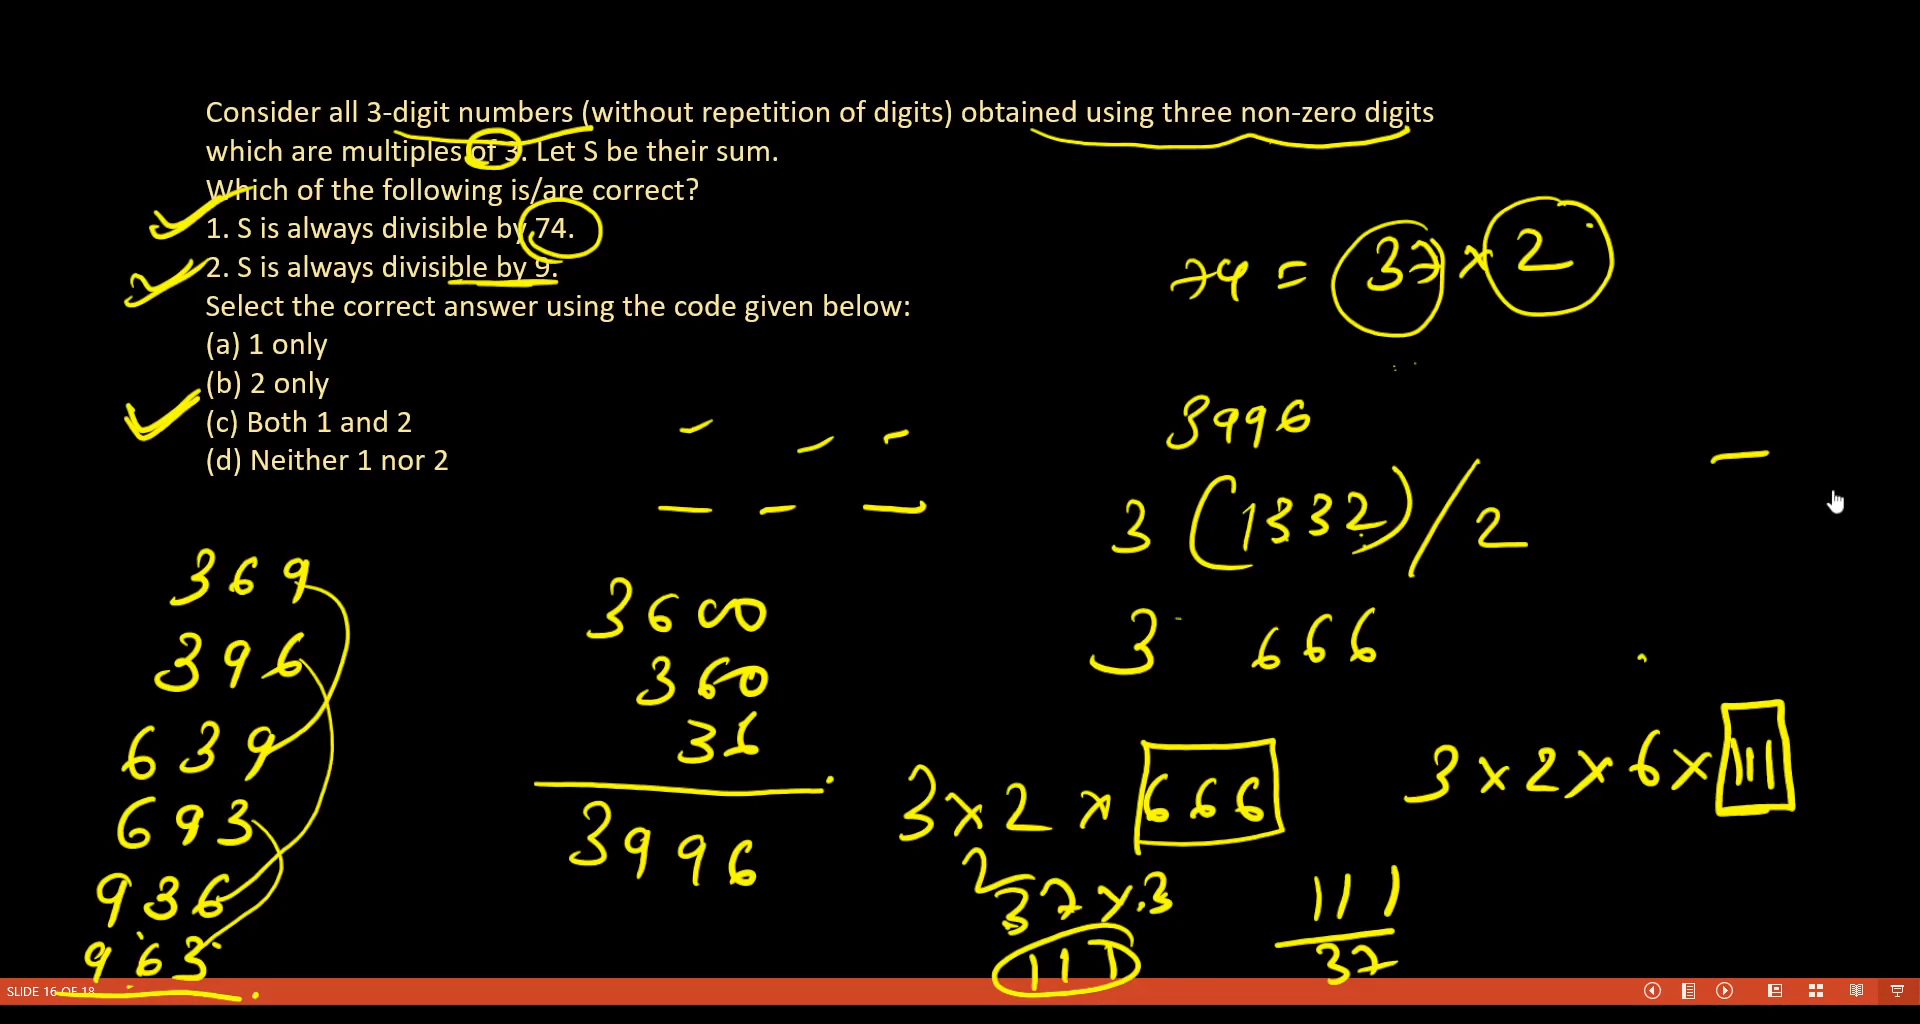 Consider all 3-digit numbers (without repetition of digits) obtained using three non-zero digits
which are multiples of 3. Let S be their sum.
Which of the following is/are correct?
1. S is always divisible by 74.
2. S is always divisible by 9.
Select the correct answer using the code given below:
(a) 1 only
(b) 2 only
(c) Both 1 and 2
(d) Neither 1 nor 2
74 = 37 × 2
3996
3 (1332) / 2
3 666
369
396
639
693
936
963
3600
360
36
3996
3 × 2 × 666
2
37 × 3
111
3 × 2 × 6 × 111
111
37
SLIDE 16 OF 18